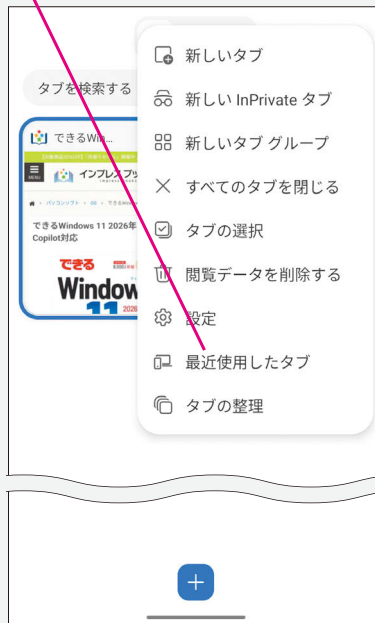 新しいタブ
タブを検索する
新しい InPrivate タブ
できるWin...
新しいタブ グループ
MENU
インプレスブッ
すべてのタブを閉じる
できるWindows 11 2026年
Copilot対応
タブの選択
できる
Window
11 2026
閲覧データを削除する
設定
最近使用したタブ
タブの整理